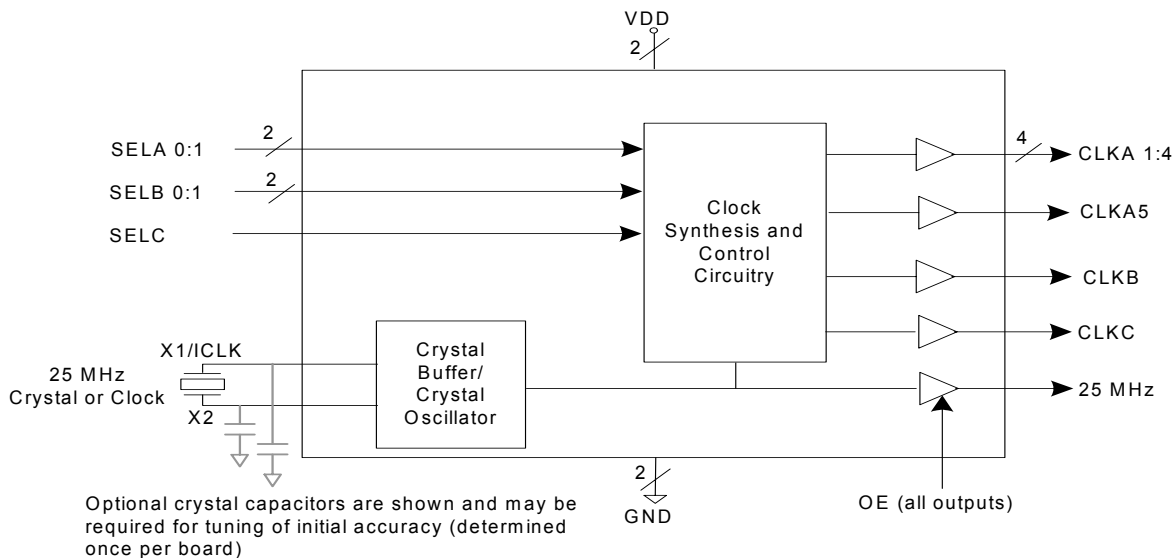 VDD
2
SELA 0:1
2
SELB 0:1
2
SELC
Clock
Synthesis and
Control
Circuitry
4
CLKA 1:4
CLKA5
CLKB
CLKC
25 MHz
X1/ICLK
25 MHz
Crystal or Clock
X2
Crystal
Buffer/
Crystal
Oscillator
2
GND
OE (all outputs)
Optional crystal capacitors are shown and may be
required for tuning of initial accuracy (determined
once per board)